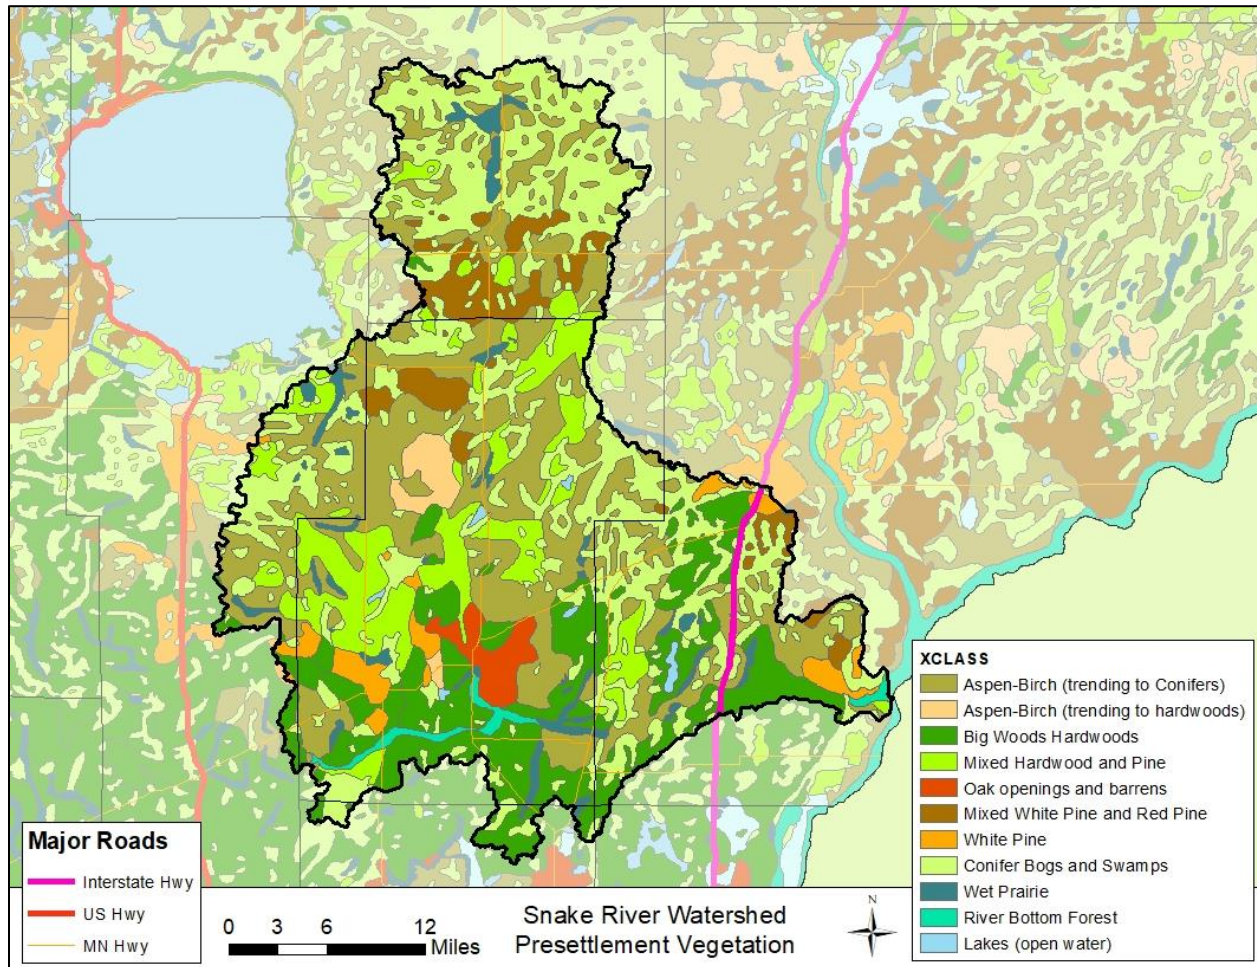 XCLASS
Aspen-Birch (trending to Conifers)
Aspen-Birch (trending to hardwoods)
Big Woods Hardwoods
Mixed Hardwood and Pine
Oak openings and barrens
Mixed White Pine and Red Pine
White Pine
Conifer Bogs and Swamps
Wet Prairie
River Bottom Forest
Lakes (open water)
Major Roads
Interstate Hwy
US Hwy
MN Hwy
0 3 6 12
Miles
Snake River Watershed
Presettlement Vegetation
N